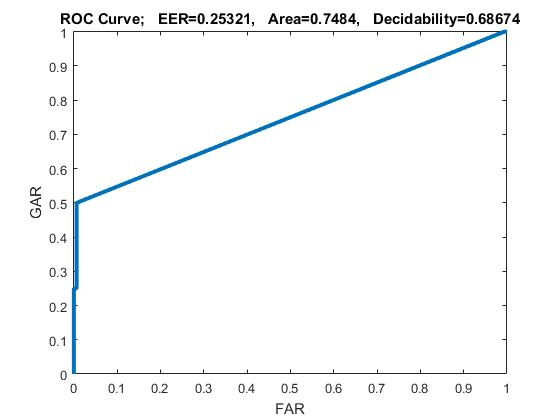 ROC Curve;   EER=0.25321,   Area=0.7484,   Decidability=0.68674
1
0.9
0.8
0.7
0.6
0.5
0.4
0.3
0.2
0.1
0
GAR
0 0.1 0.2 0.3 0.4 0.5 0.6 0.7 0.8 0.9 1
FAR